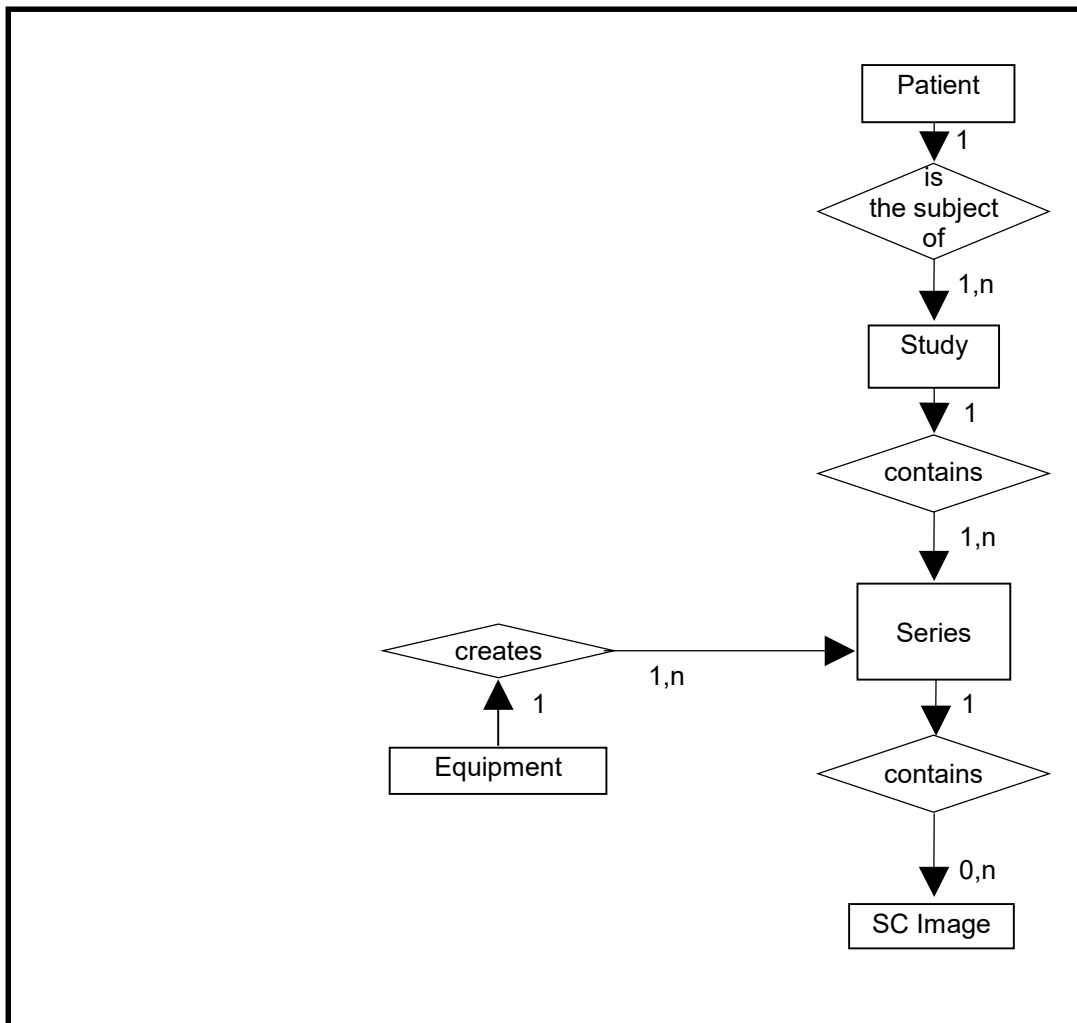 Patient
1
is
the subject
of
1,n
Study
1
contains
1,n
Series
creates
1,n
1
1
Equipment
contains
0,n
SC Image